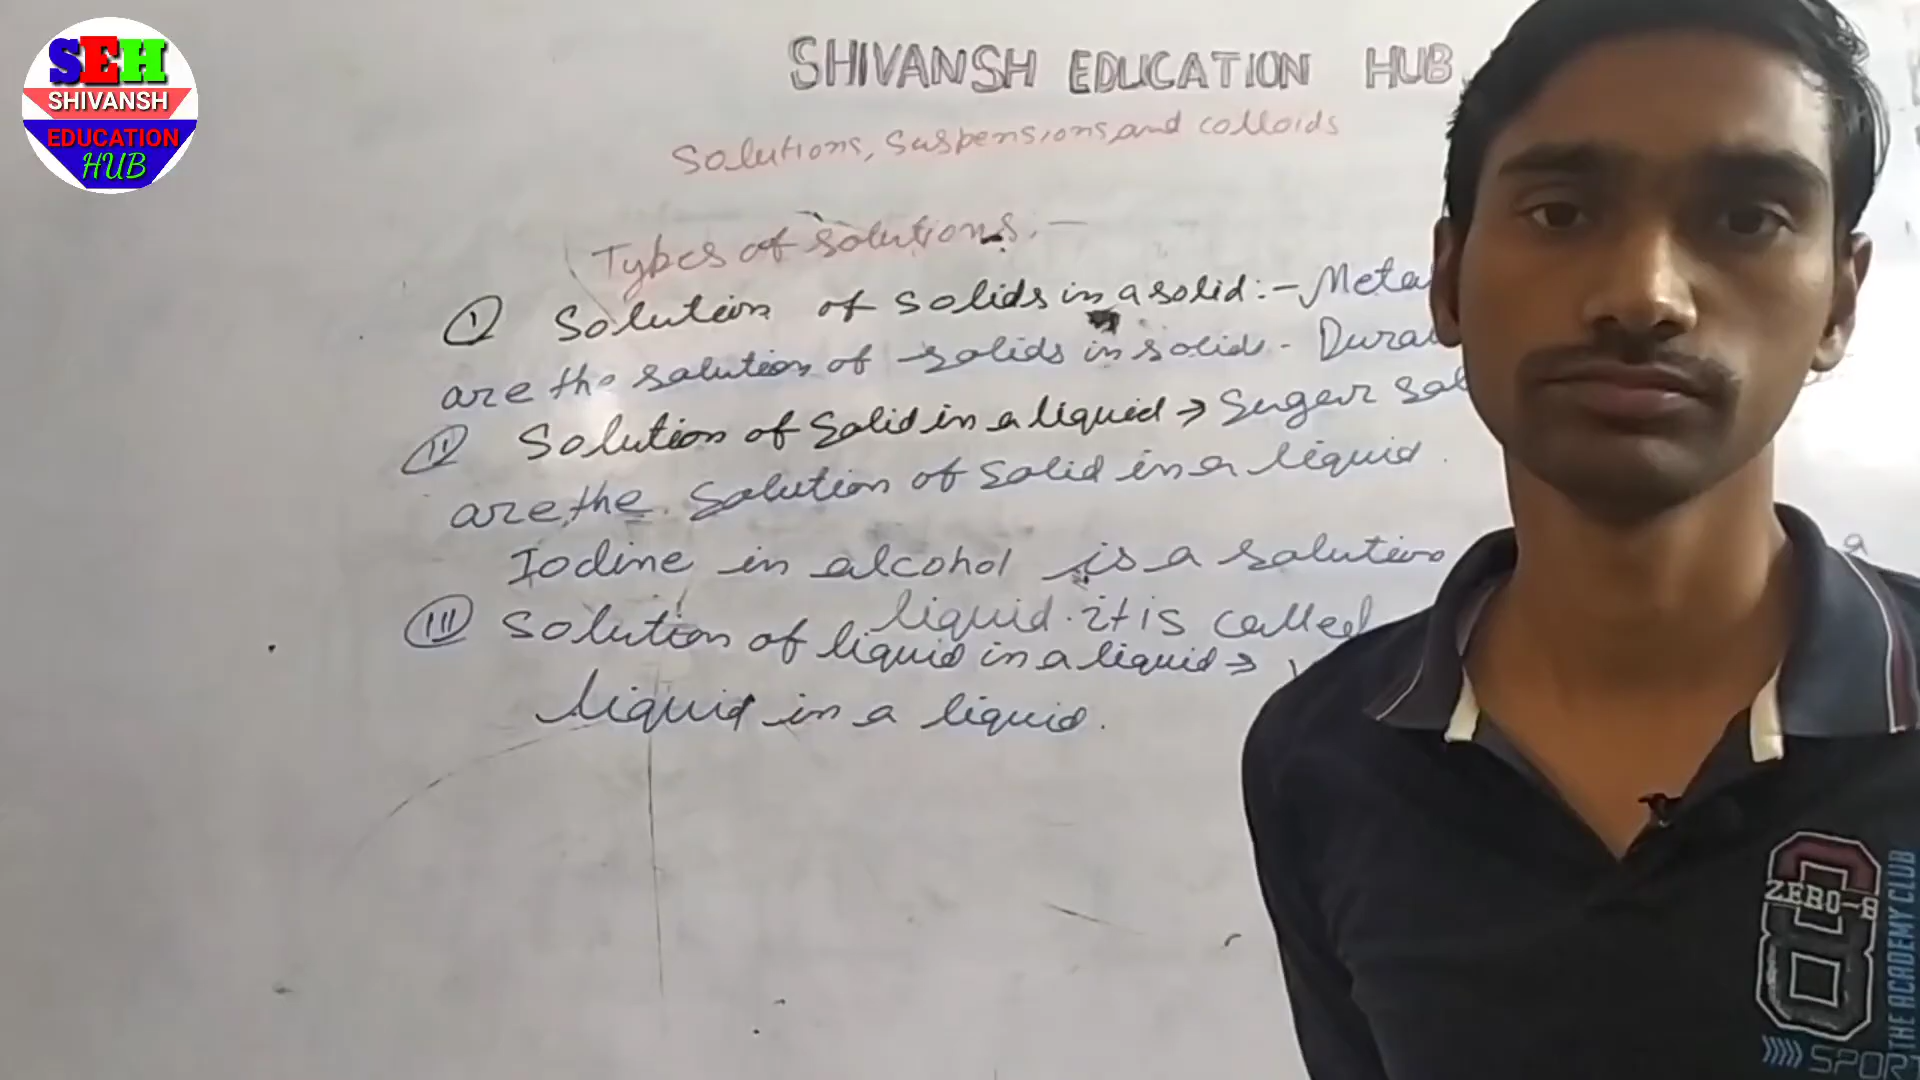 SEH
SHIVANSH
EDUCATION
HUB
SHIVANSH EDUCATION HUB
Solutions, suspensions, and colloids
Types of solutions:-
I Solution of solids in a solid:- Meta
are the solution of solids in solid - Dura
II Solution of solid in a liquid → Sugar sol
are the solution of solid in a liquid.
Iodine in alcohol is a solution
liquid. it is called
III Solution of liquid in a liquid →
liquid in a liquid.
ZERO-8
8
THE ACADEMY CLUB
SPORT